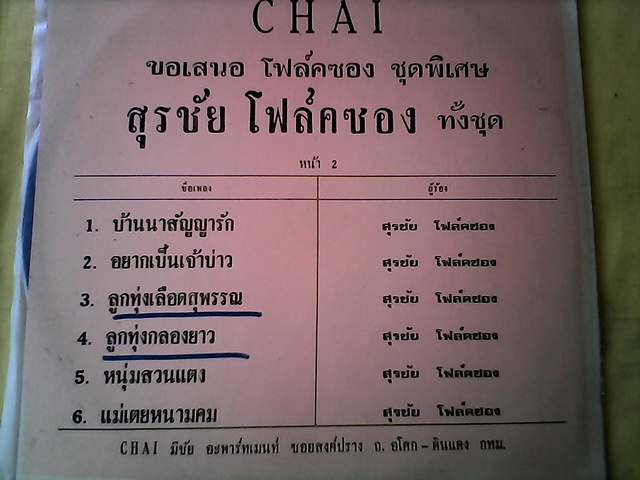 CHAI
ขอเสนอ โฟล์คซอง ชุดพิเศษ
สุรชัย โฟล์คซอง ทั้งชุด
หน้า 2
ชื่อเพลง ผู้ร้อง
1. บ้านนาสัญญารัก สุรชัย โฟล์คซอง
2. อยากเป็นเจ้าบ่าว สุรชัย โฟล์คซอง
3. ลูกทุ่งเลือดสุพรรณ สุรชัย โฟล์คซอง
4. ลูกทุ่งกลองยาว สุรชัย โฟล์คซอง
5. หนุ่มสวนแตง สุรชัย โฟล์คซอง
6. แม่เตยหนามคม สุรชัย โฟล์คซอง
CHAI มีชัย อะพาร์ทเมนท์ ซอยสงค์ปราง ถ. อโศก – ดินแดง กทม.